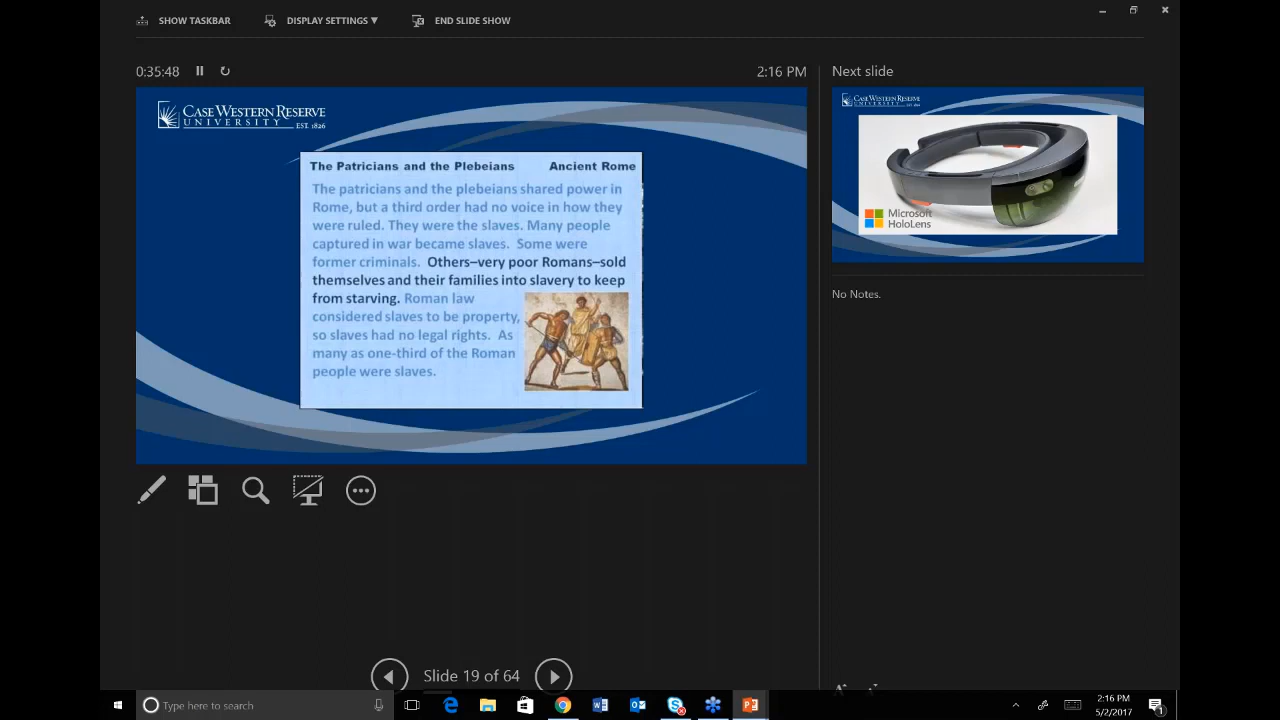 SHOW TASKBAR
DISPLAY SETTINGS ▼
END SLIDE SHOW
0:35:48
2:16 PM
CASE WESTERN RESERVE
UNIVERSITY EST. 1826
The Patricians and the Plebeians Ancient Rome
The patricians and the plebeians shared power in
Rome, but a third order had no voice in how they
were ruled. They were the slaves. Many people
captured in war became slaves. Some were
former criminals. Others–very poor Romans–sold
themselves and their families into slavery to keep
from starving. Roman law
considered slaves to be property,
so slaves had no legal rights. As
many as one-third of the Roman
people were slaves.
Next slide
CASE WESTERN RESERVE
UNIVERSITY EST. 1826
Microsoft
HoloLens
No Notes.
Slide 19 of 64
Type here to search
2:16 PM
5/2/2017